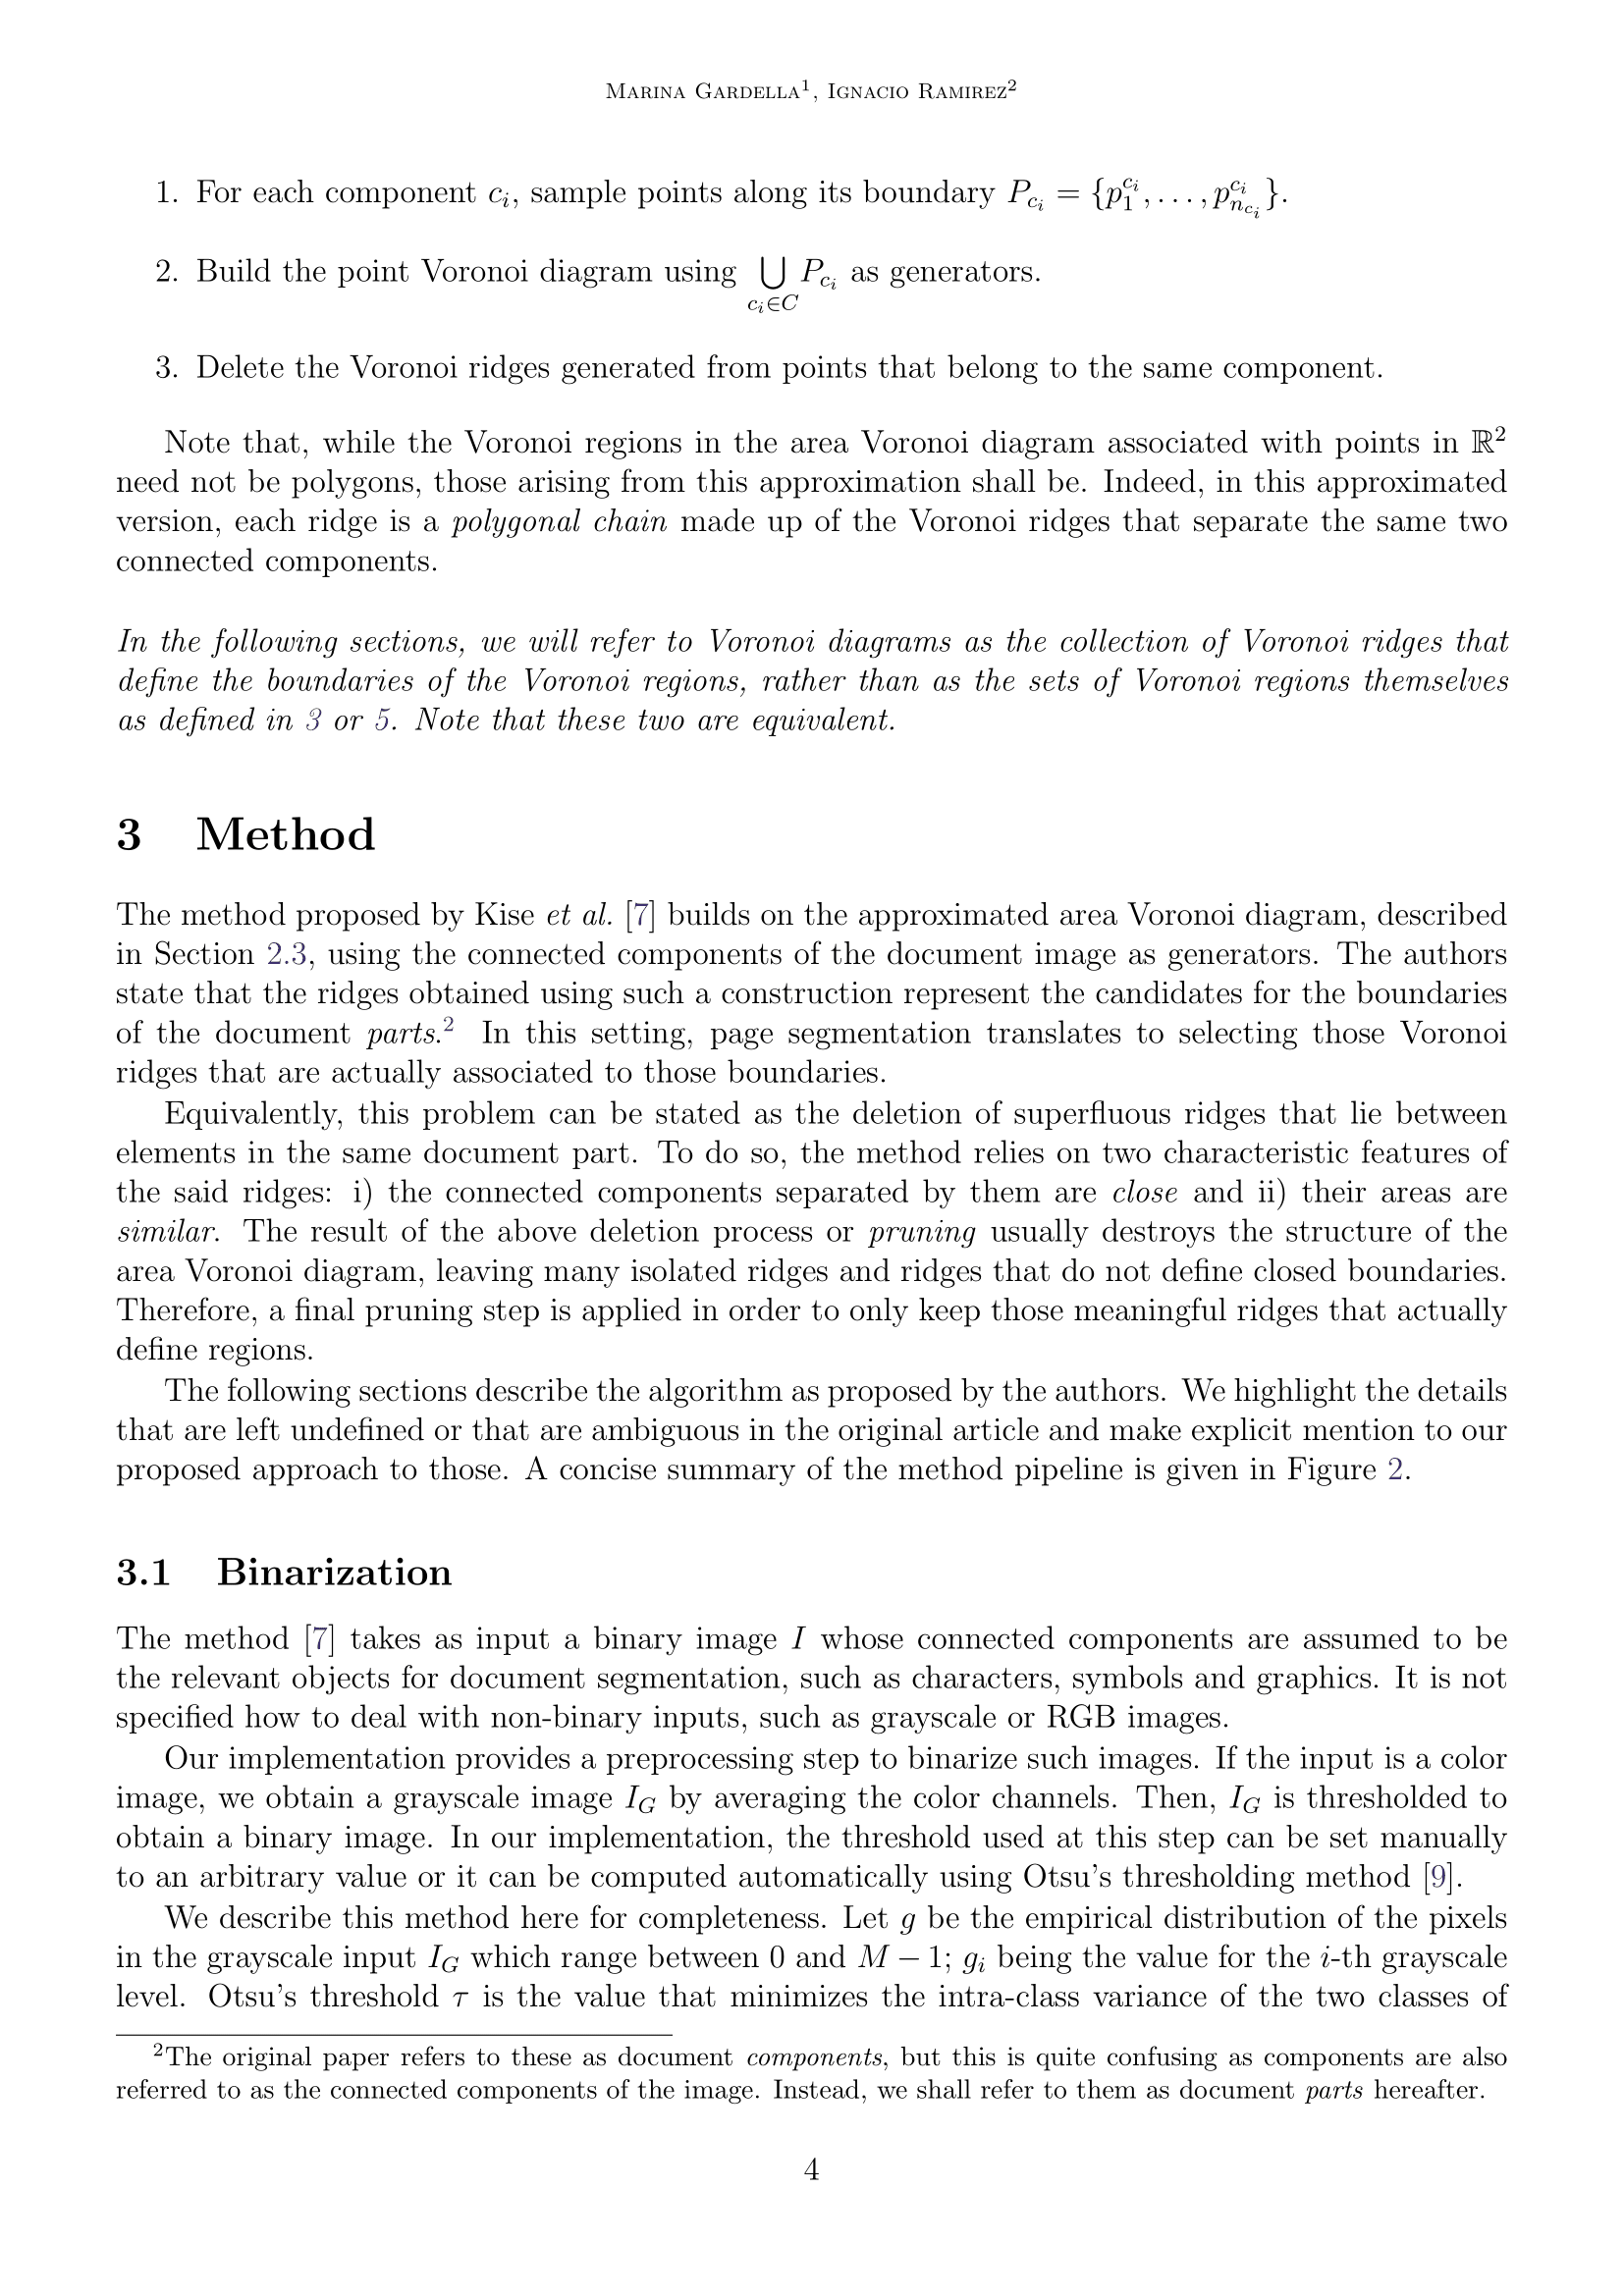 Marina Gardella¹, Ignacio Ramirez²
1. For each component cᵢ, sample points along its boundary P_{c_i} = {p_1^{c_i}, . . . , p_{n_{c_i}}^{c_i}}.
2. Build the point Voronoi diagram using ⋃_{c_i∈C} P_{c_i} as generators.
3. Delete the Voronoi ridges generated from points that belong to the same component.
Note that, while the Voronoi regions in the area Voronoi diagram associated with points in ℝ²
need not be polygons, those arising from this approximation shall be. Indeed, in this approximated
version, each ridge is a polygonal chain made up of the Voronoi ridges that separate the same two
connected components.
In the following sections, we will refer to Voronoi diagrams as the collection of Voronoi ridges that
define the boundaries of the Voronoi regions, rather than as the sets of Voronoi regions themselves
as defined in 3 or 5. Note that these two are equivalent.
3 Method
The method proposed by Kise et al. [7] builds on the approximated area Voronoi diagram, described
in Section 2.3, using the connected components of the document image as generators. The authors
state that the ridges obtained using such a construction represent the candidates for the boundaries
of the document parts.² In this setting, page segmentation translates to selecting those Voronoi
ridges that are actually associated to those boundaries.
Equivalently, this problem can be stated as the deletion of superfluous ridges that lie between
elements in the same document part. To do so, the method relies on two characteristic features of
the said ridges: i) the connected components separated by them are close and ii) their areas are
similar. The result of the above deletion process or pruning usually destroys the structure of the
area Voronoi diagram, leaving many isolated ridges and ridges that do not define closed boundaries.
Therefore, a final pruning step is applied in order to only keep those meaningful ridges that actually
define regions.
The following sections describe the algorithm as proposed by the authors. We highlight the details
that are left undefined or that are ambiguous in the original article and make explicit mention to our
proposed approach to those. A concise summary of the method pipeline is given in Figure 2.
3.1 Binarization
The method [7] takes as input a binary image I whose connected components are assumed to be
the relevant objects for document segmentation, such as characters, symbols and graphics. It is not
specified how to deal with non-binary inputs, such as grayscale or RGB images.
Our implementation provides a preprocessing step to binarize such images. If the input is a color
image, we obtain a grayscale image I_G by averaging the color channels. Then, I_G is thresholded to
obtain a binary image. In our implementation, the threshold used at this step can be set manually
to an arbitrary value or it can be computed automatically using Otsu's thresholding method [9].
We describe this method here for completeness. Let g be the empirical distribution of the pixels
in the grayscale input I_G which range between 0 and M − 1; gᵢ being the value for the i-th grayscale
level. Otsu's threshold τ is the value that minimizes the intra-class variance of the two classes of
²The original paper refers to these as document components, but this is quite confusing as components are also
referred to as the connected components of the image. Instead, we shall refer to them as document parts hereafter.
4